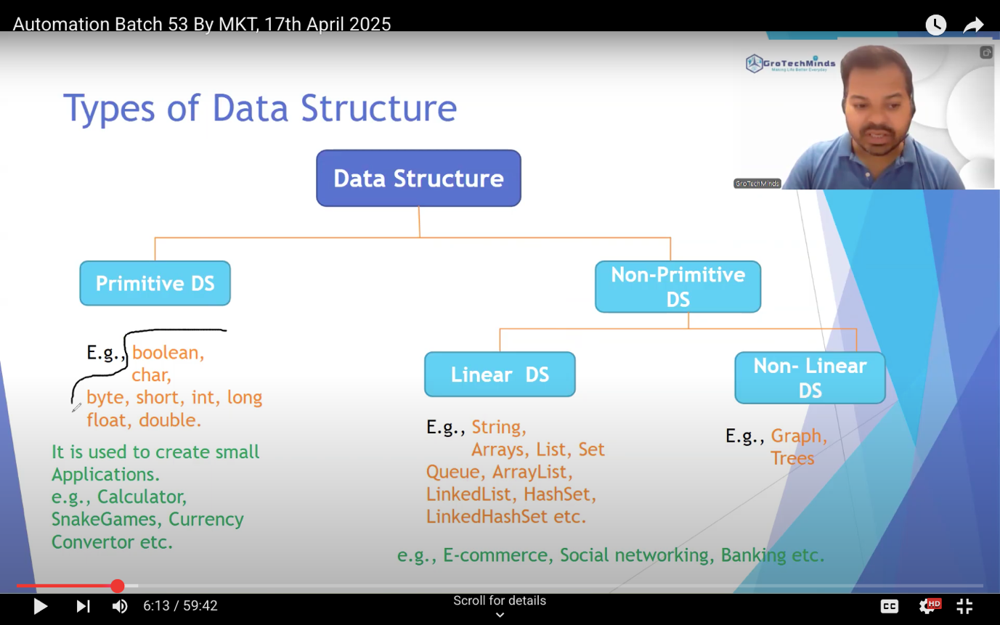 Automation Batch 53 By MKT, 17th April 2025
GroTechMinds
Making Life Better Everyday
Types of Data Structure
GroTechMinds
Data Structure
Primitive DS
Non-Primitive
DS
E.g., boolean,
char,
byte, short, int, long
float, double.
It is used to create small
Applications.
e.g., Calculator,
SnakeGames, Currency
Convertor etc.
Linear DS
E.g., String,
Arrays, List, Set
Queue, ArrayList,
LinkedList, HashSet,
LinkedHashSet etc.
Non- Linear
DS
E.g., Graph,
Trees
e.g., E-commerce, Social networking, Banking etc.
6:13 / 59:42
Scroll for details
CC
HD